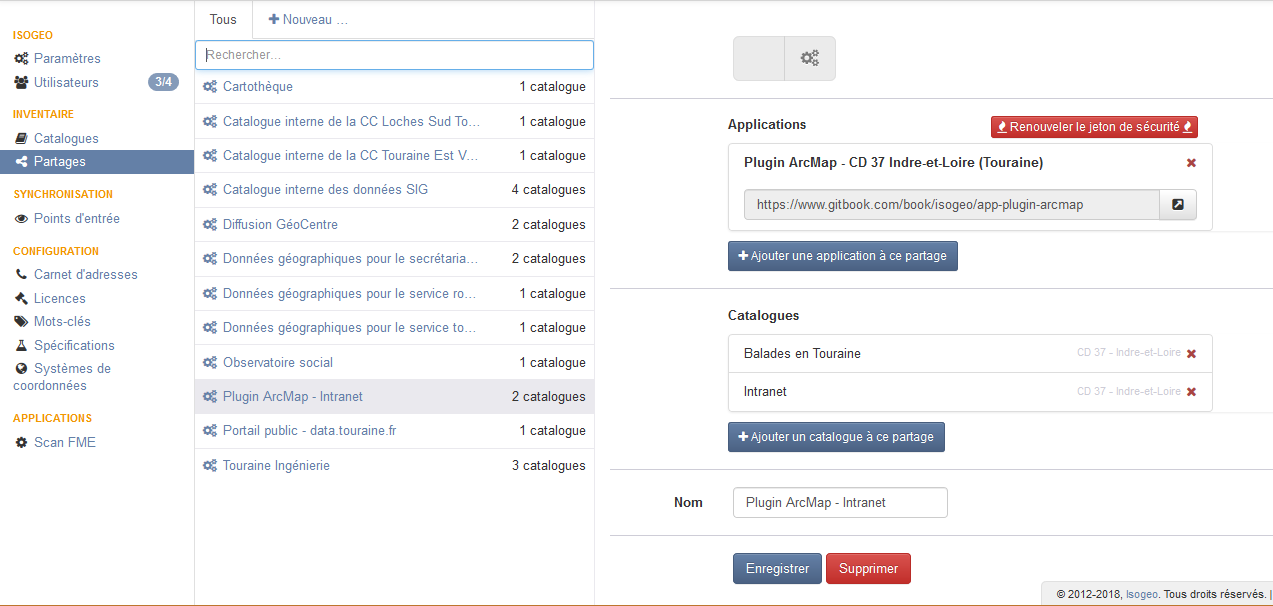 ISOGEO
Paramètres
Utilisateurs 3/4
INVENTAIRE
Catalogues
Partages
SYNCHRONISATION
Points d'entrée
CONFIGURATION
Carnet d'adresses
Licences
Mots-clés
Spécifications
Systèmes de
coordonnées
APPLICATIONS
Scan FME
Tous
Nouveau …
Rechercher...
Cartothèque 1 catalogue
Catalogue interne de la CC Loches Sud To… 1 catalogue
Catalogue interne de la CC Touraine Est V… 1 catalogue
Catalogue interne des données SIG 4 catalogues
Diffusion GéoCentre 2 catalogues
Données géographiques pour le secrétaria… 2 catalogues
Données géographiques pour le service ro… 1 catalogue
Données géographiques pour le service to… 1 catalogue
Observatoire social 1 catalogue
Plugin ArcMap - Intranet 2 catalogues
Portail public - data.touraine.fr 1 catalogue
Touraine Ingénierie 3 catalogues
Applications
Renouveler le jeton de sécurité
Plugin ArcMap - CD 37 Indre-et-Loire (Touraine)
https://www.gitbook.com/book/isogeo/app-plugin-arcmap
Ajouter une application à ce partage
Catalogues
Balades en Touraine CD 37 - Indre-et-Loire
Intranet CD 37 - Indre-et-Loire
Ajouter un catalogue à ce partage
Nom Plugin ArcMap - Intranet
Enregistrer Supprimer
© 2012-2018, Isogeo. Tous droits réservés. |